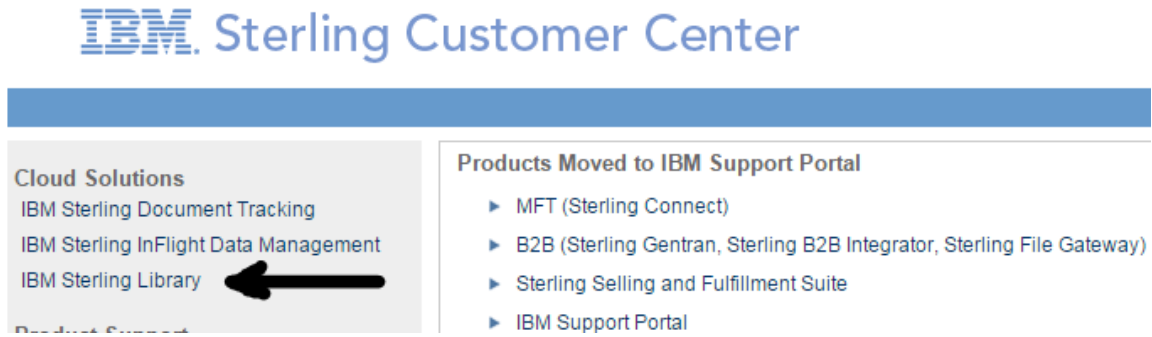 IBM. Sterling Customer Center
Cloud Solutions
IBM Sterling Document Tracking
IBM Sterling InFlight Data Management
IBM Sterling Library
Product Support
Products Moved to IBM Support Portal
MFT (Sterling Connect)
B2B (Sterling Gentran, Sterling B2B Integrator, Sterling File Gateway)
Sterling Selling and Fulfillment Suite
IBM Support Portal